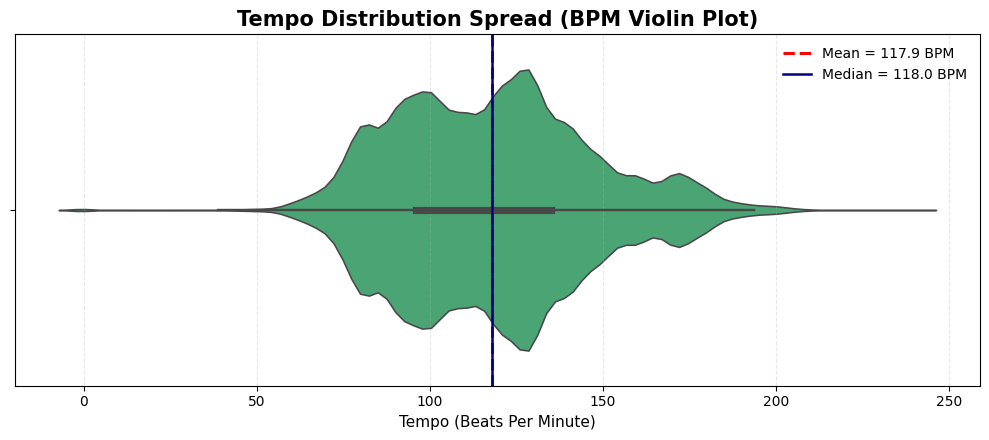 Tempo Distribution Spread (BPM Violin Plot)
Mean = 117.9 BPM
Median = 118.0 BPM
0 50 100 150 200 250
Tempo (Beats Per Minute)